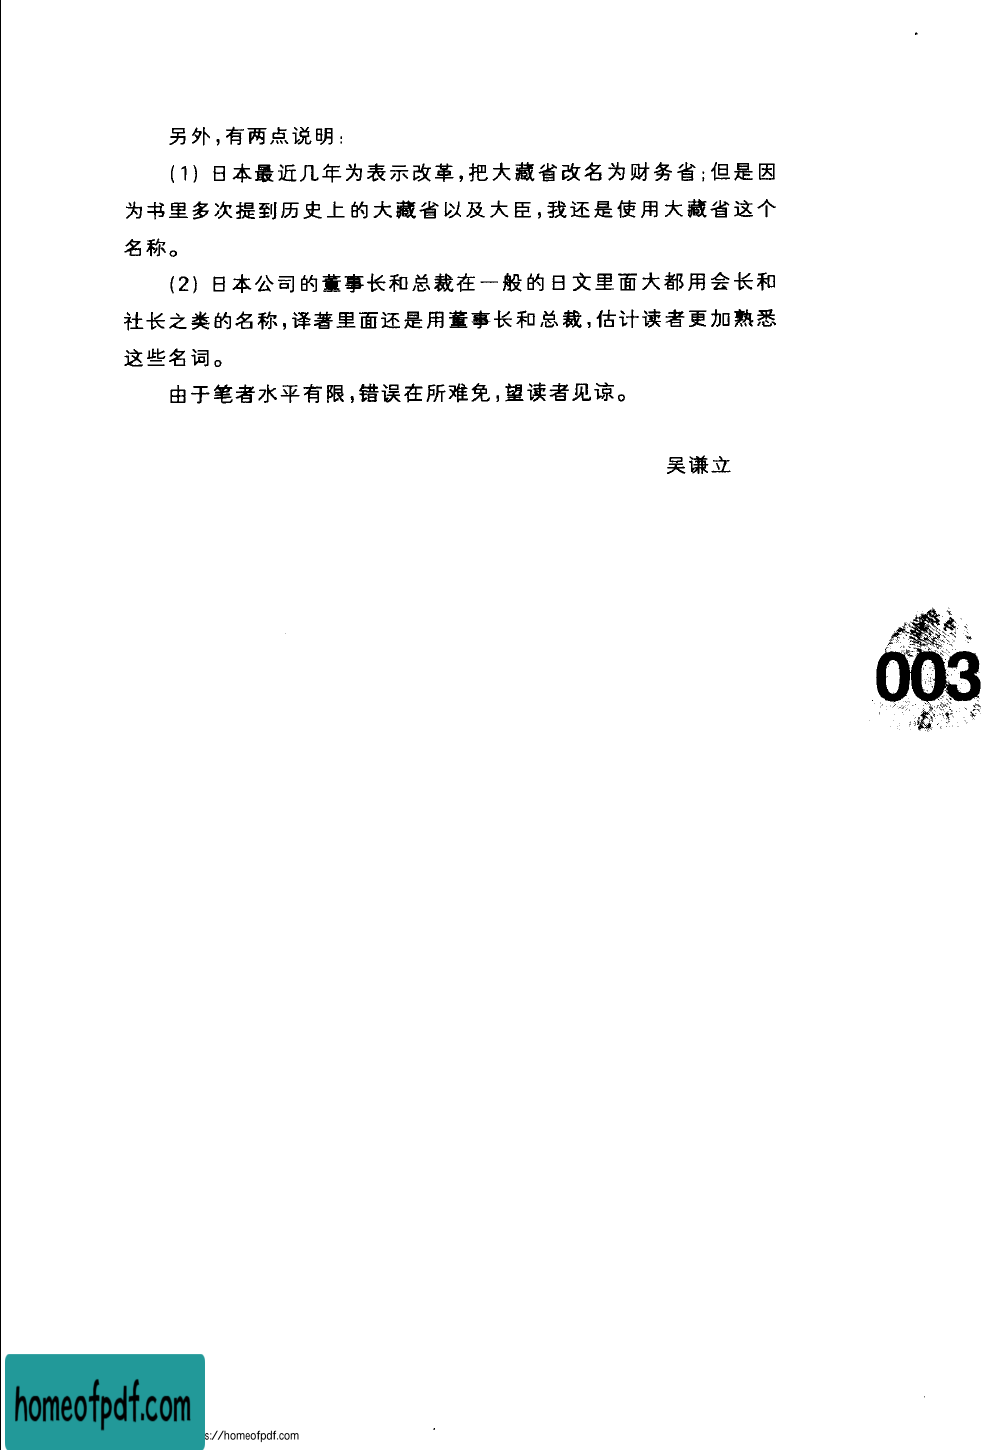 另外,有两点说明:
(1) 日本最近几年为表示改革,把大藏省改名为财务省;但是因
为书里多次提到历史上的大藏省以及大臣,我还是使用大藏省这个
名称。
(2) 日本公司的董事长和总裁在一般的日文里面大都用会长和
社长之类的名称,译著里面还是用董事长和总裁,估计读者更加熟悉
这些名词。
由于笔者水平有限,错误在所难免,望读者见谅。
吴谦立
003
homeofpdf.com
s://homeofpdf.com